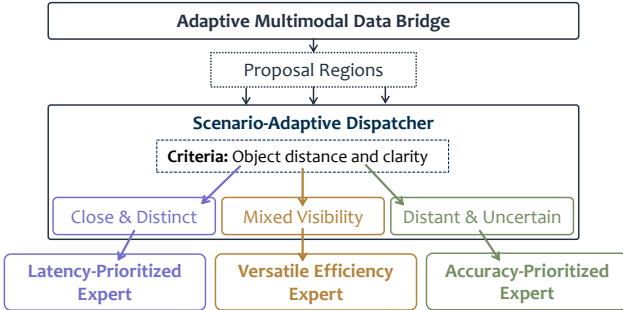 Adaptive Multimodal Data Bridge
Proposal Regions
Scenario-Adaptive Dispatcher
Criteria: Object distance and clarity
Close & Distinct
Mixed Visibility
Distant & Uncertain
Latency-Prioritized
Expert
Versatile Efficiency
Expert
Accuracy-Prioritized
Expert